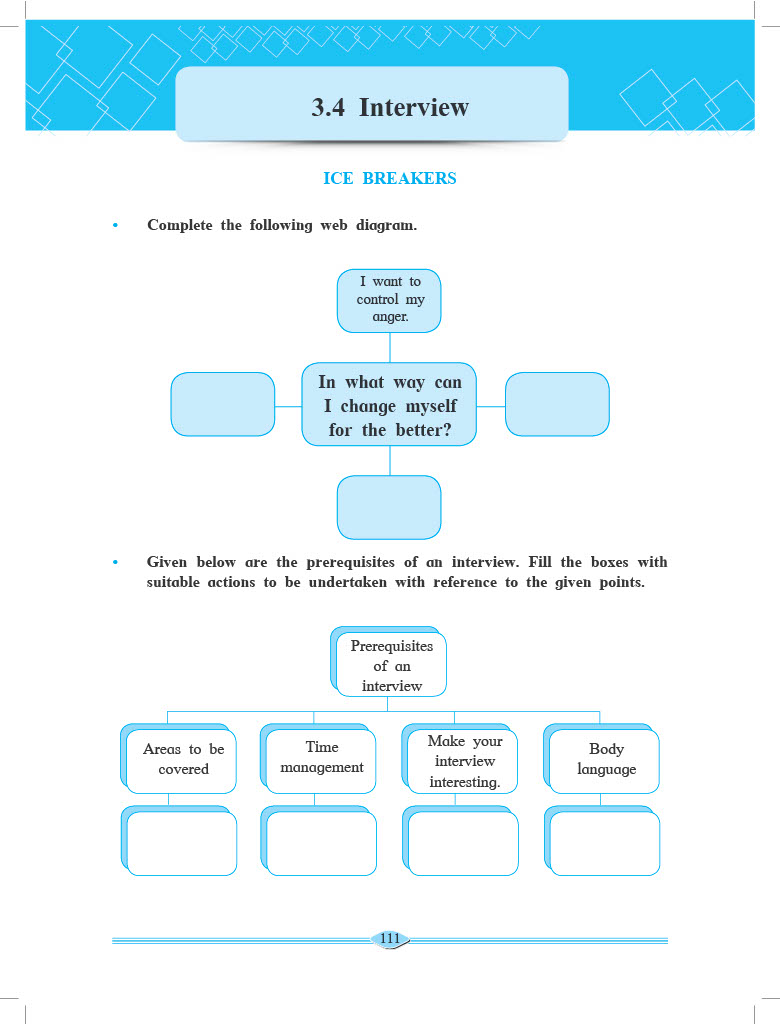 3.4 Interview
ICE BREAKERS
• Complete the following web diagram.
I want to
control my
anger.
In what way can
I change myself
for the better?
• Given below are the prerequisites of an interview. Fill the boxes with
suitable actions to be undertaken with reference to the given points.
Prerequisites
of an
interview
Areas to be
covered
Time
management
Make your
interview
interesting.
Body
language
111